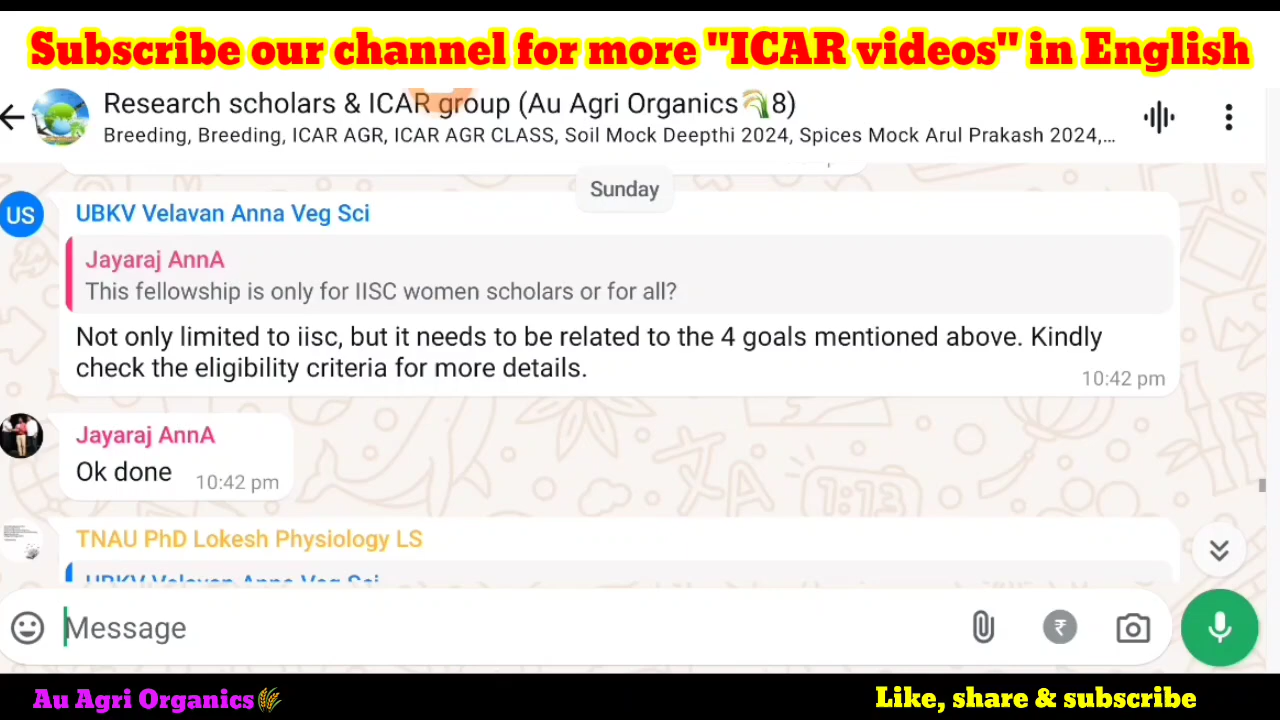 Subscribe our channel for more "ICAR videos" in English
Research scholars & ICAR group (Au Agri Organics🌾8)
Breeding, Breeding, ICAR AGR, ICAR AGR CLASS, Soil Mock Deepthi 2024, Spices Mock Arul Prakash 2024,...
Sunday
US
UBKV Velavan Anna Veg Sci
Jayaraj AnnA
This fellowship is only for IISC women scholars or for all?
Not only limited to iisc, but it needs to be related to the 4 goals mentioned above. Kindly
check the eligibility criteria for more details.
10:42 pm
Jayaraj AnnA
Ok done 10:42 pm
TNAU PhD Lokesh Physiology LS
UBKV Velavan Anna Veg Sci
Message
₹
Au Agri Organics🌾
Like, share & subscribe